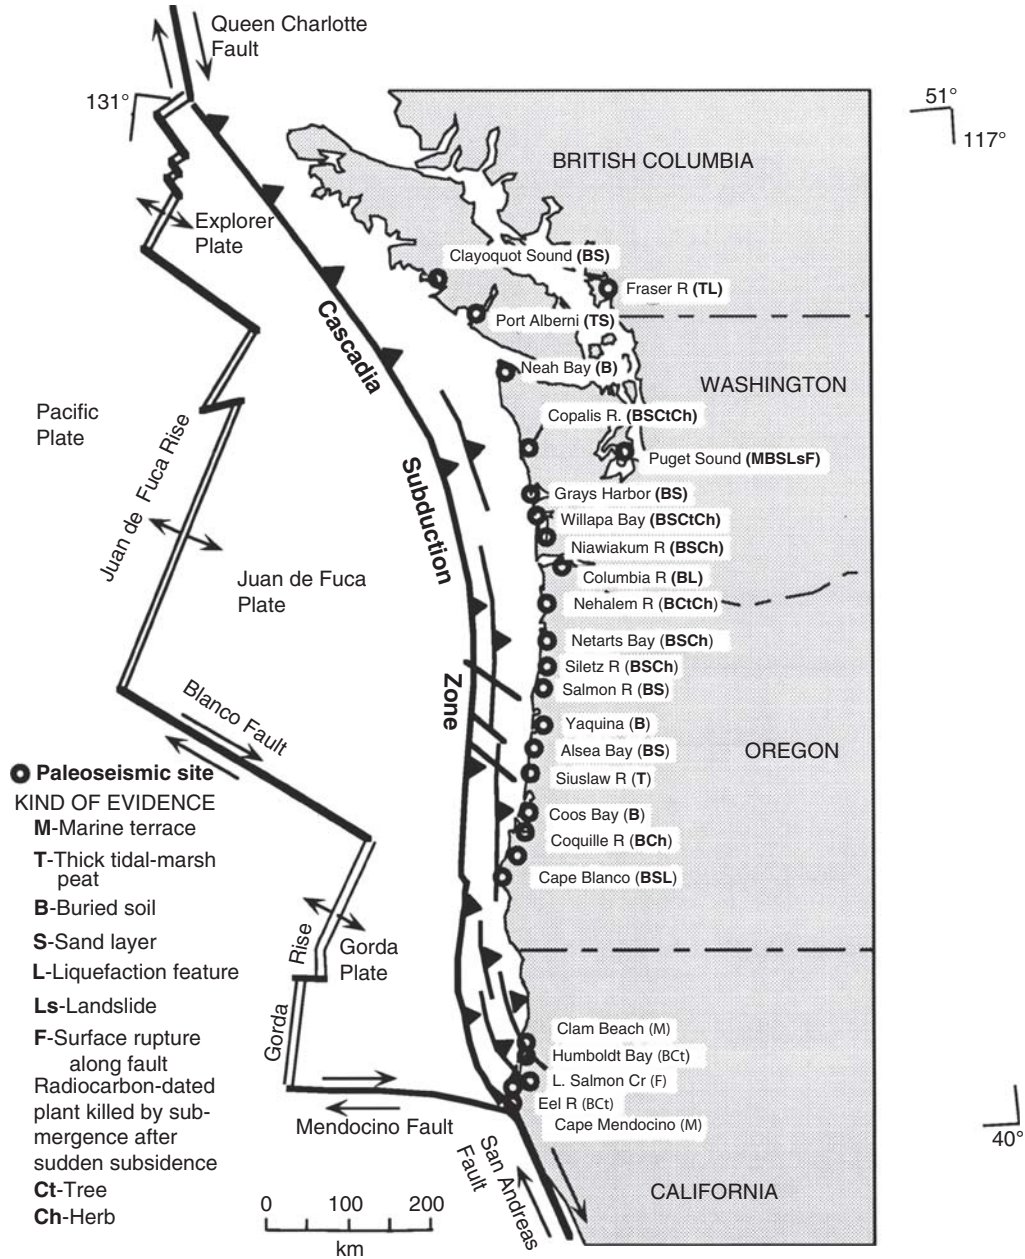 Queen Charlotte
Fault
131°
51°
117°
BRITISH COLUMBIA
Explorer
Plate
Clayoquot Sound (BS)
Fraser R (TL)
Port Alberni (TS)
Cascadia
Neah Bay (B)
WASHINGTON
Pacific
Plate
Copalis R. (BSCtCh)
Puget Sound (MBSLsF)
Juan de Fuca Rise
Subduction
Grays Harbor (BS)
Willapa Bay (BSCtCh)
Niawiakum R (BSCh)
Juan de Fuca
Plate
Columbia R (BL)
Nehalem R (BCtCh)
Netarts Bay (BSCh)
Siletz R (BSCh)
Zone
Salmon R (BS)
Blanco Fault
Yaquina (B)
Alsea Bay (BS)
OREGON
Siuslaw R (T)
Coos Bay (B)
Coquille R (BCh)
Cape Blanco (BSL)
Paleoseismic site
KIND OF EVIDENCE
M-Marine terrace
T-Thick tidal-marsh
peat
B-Buried soil
S-Sand layer
L-Liquefaction feature
Ls-Landslide
F-Surface rupture
along fault
Radiocarbon-dated
plant killed by sub-
mergence after
sudden subsidence
Ct-Tree
Ch-Herb
Gorda Rise
Gorda
Plate
Clam Beach (M)
Humboldt Bay (BCt)
L. Salmon Cr (F)
Eel R (BCt)
Cape Mendocino (M)
Mendocino Fault
San Andreas
Fault
40°
CALIFORNIA
0 100 200
km